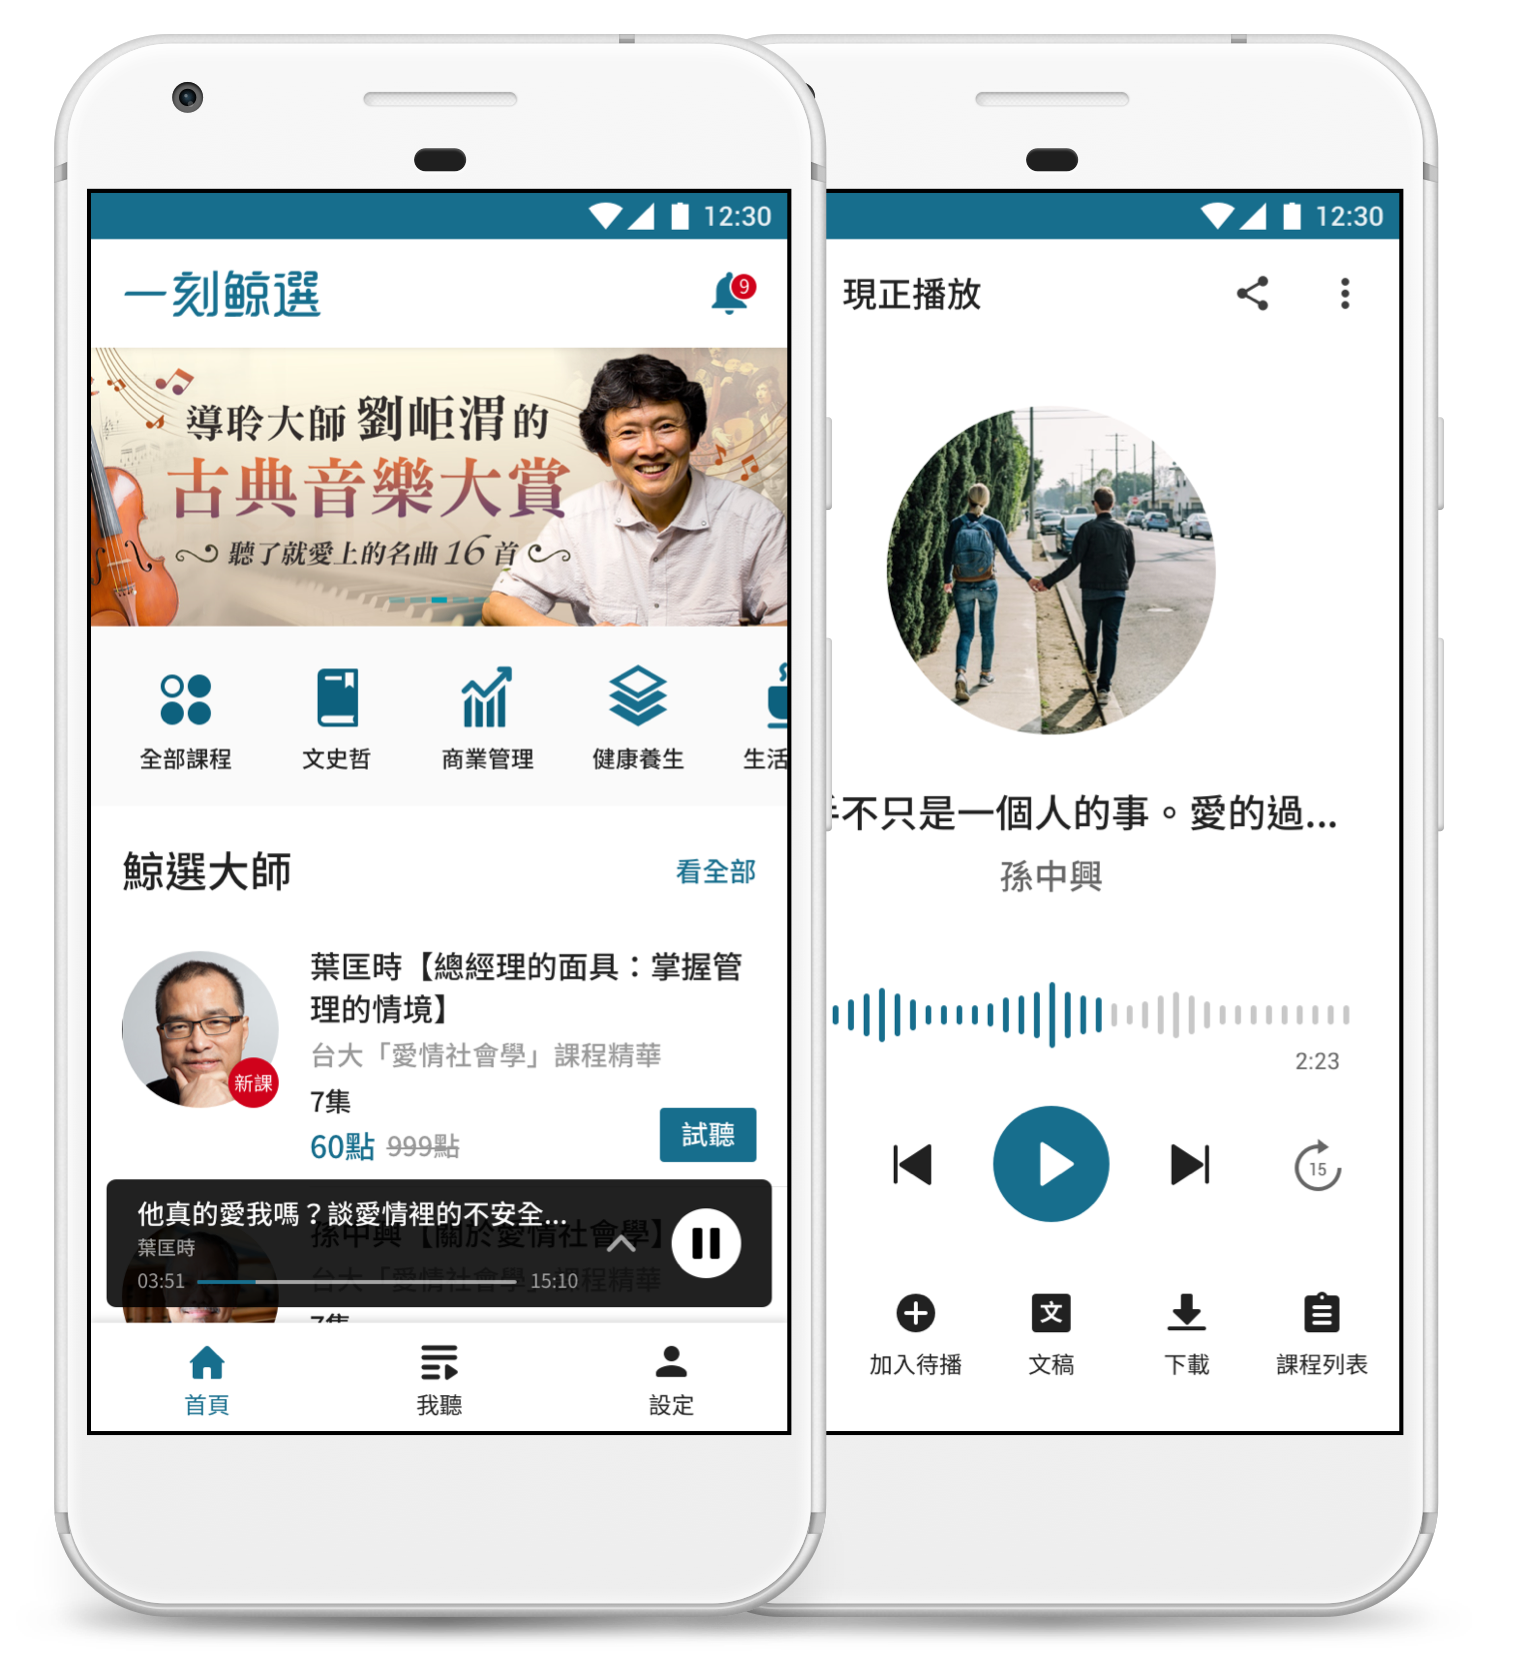 12:30
一刻鯨選
9
導聆大師 劉岠渭的
古典音樂大賞
聽了就愛上的名曲16首
全部課程
文史哲
商業管理
健康養生
生活
鯨選大師
看全部
葉匡時【總經理的面具：掌握管
理的情境】
台大「愛情社會學」課程精華
7集
60點 999點
新課
試聽
他真的愛我嗎？談愛情裡的不安全...
葉匡時
03:51
15:10
孫中興【關於愛情社會學】
台大「愛情社會學」課程精華
7集
首頁
我聽
設定
12:30
現正播放
不只是一個人的事。愛的過...
孫中興
2:23
15
加入待播
文
文稿
下載
課程列表